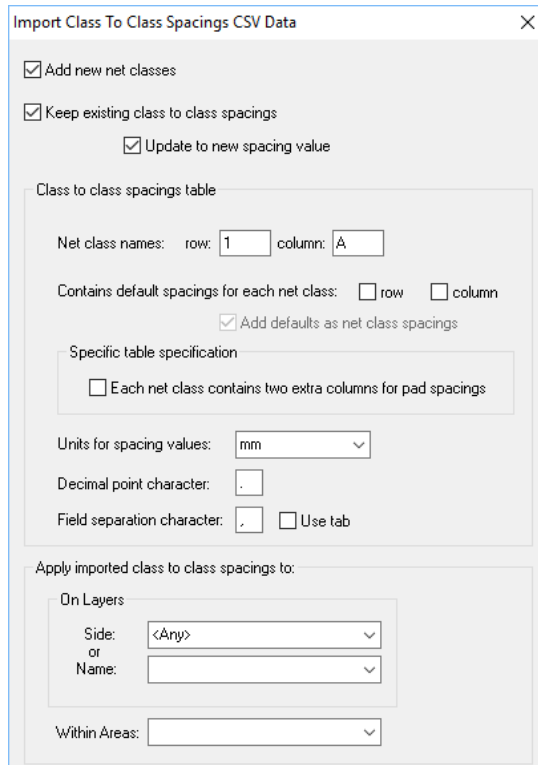 Import Class To Class Spacings CSV Data
Add new net classes
Keep existing class to class spacings
Update to new spacing value
Class to class spacings table
Net class names: row: 1 column: A
Contains default spacings for each net class: row column
Add defaults as net class spacings
Specific table specification
Each net class contains two extra columns for pad spacings
Units for spacing values: mm
Decimal point character: .
Field separation character: , Use tab
Apply imported class to class spacings to:
On Layers
Side: <Any>
or
Name:
Within Areas: